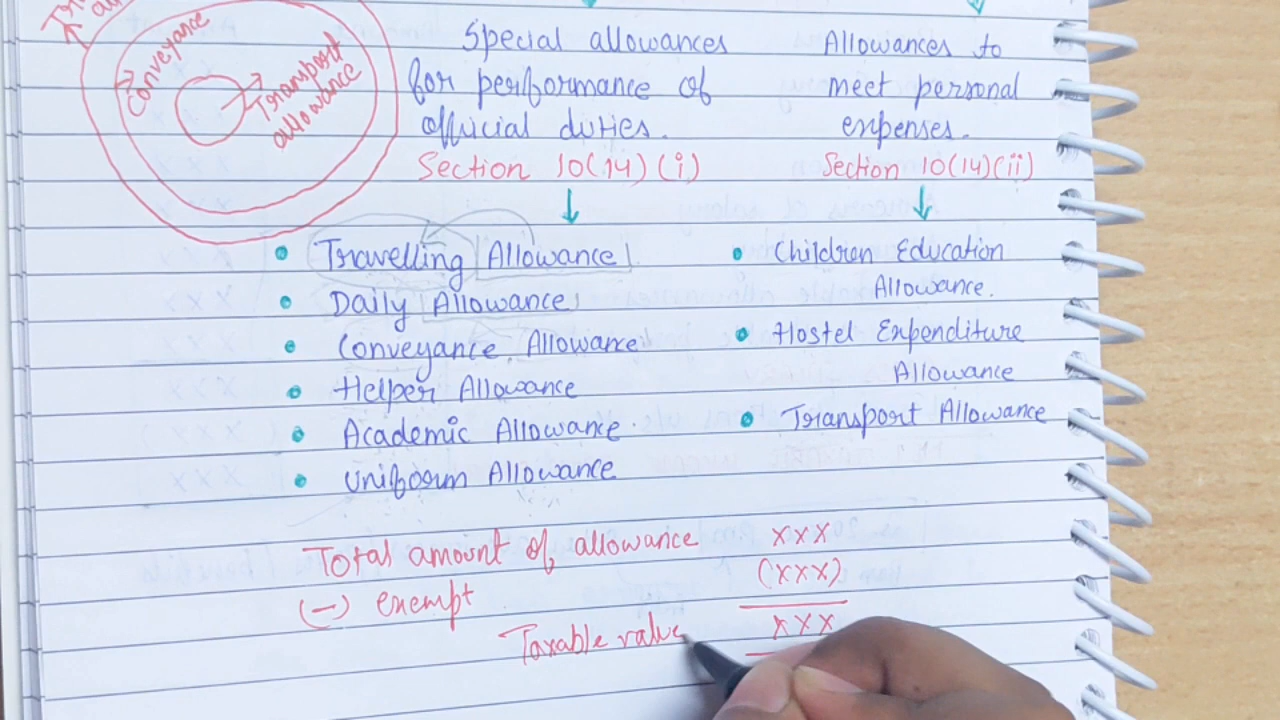 Conveyance
Transport
allowance
Special allowances
for performance of
official duties.
Section 10(14)(i)
Allowances to
meet personal
expenses.
Section 10(14)(ii)
• Travelling Allowance
• Daily Allowance
• Conveyance Allowance
• Helper Allowance
• Academic Allowance
• Uniform Allowance
• Children Education
Allowance.
• Hostel Expenditure
Allowance
• Transport Allowance
Total amount of allowance xxx
(-) exempt (xxx)
Taxable value xxx